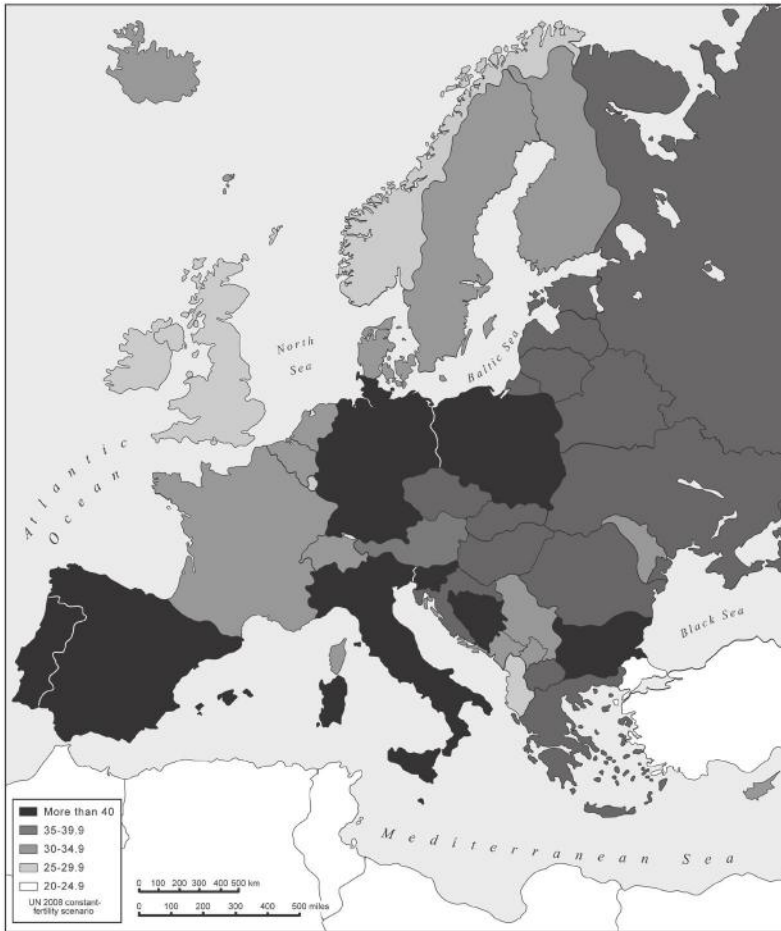 North
Sea
Baltic Sea
Atlantic
Ocean
Black Sea
Mediterranean Sea
More than 40
35-39.9
30-34.9
25-29.9
20-24.9
UN 2008 constant-
fertility scenario
0 100 200 300 400 500 km
0 100 200 300 400 500 miles